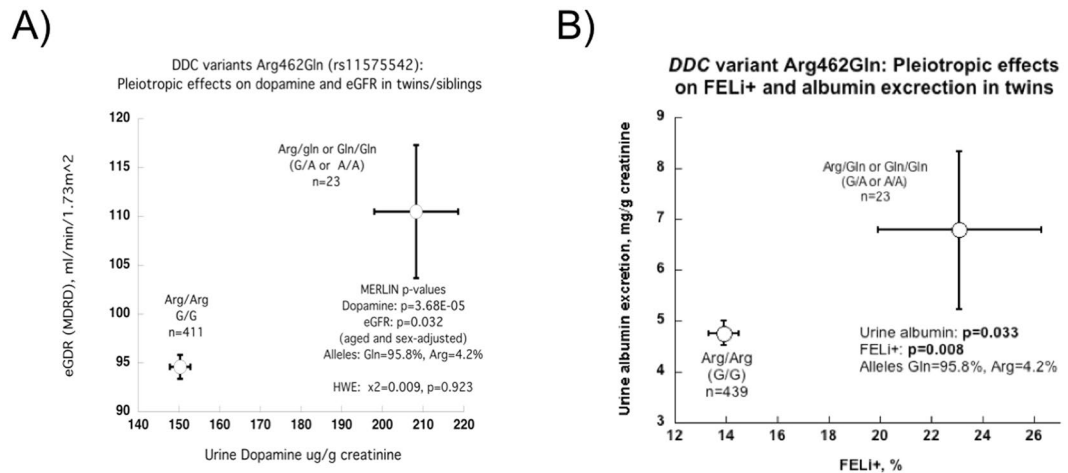 A)
DDC variants Arg462Gln (rs11575542):
Pleiotropic effects on dopamine and eGFR in twins/siblings
eGDR (MDRD), ml/min/1.73m^2
120
115
110
105
100
95
90
Arg/gln or Gln/Gln
(G/A or A/A)
n=23
Arg/Arg
G/G
n=411
MERLIN p-values
Dopamine: p=3.68E-05
eGFR: p=0.032
(aged and sex-adjusted)
Alleles: Gln=95.8%, Arg=4.2%
HWE: x2=0.009, p=0.923
140 150 160 170 180 190 200 210 220
Urine Dopamine ug/g creatinine
B)
DDC variant Arg462Gln: Pleiotropic effects
on FELi+ and albumin excrection in twins
Urine albumin excretion, mg/g creatinine
9
8
7
6
5
4
3
Arg/Gln or Gln/Gln
(G/A or A/A)
n=23
Arg/Arg
(G/G)
n=439
Urine albumin: p=0.033
FELi+: p=0.008
Alleles Gln=95.8%, Arg=4.2%
12 14 16 18 20 22 24 26
FELi+, %